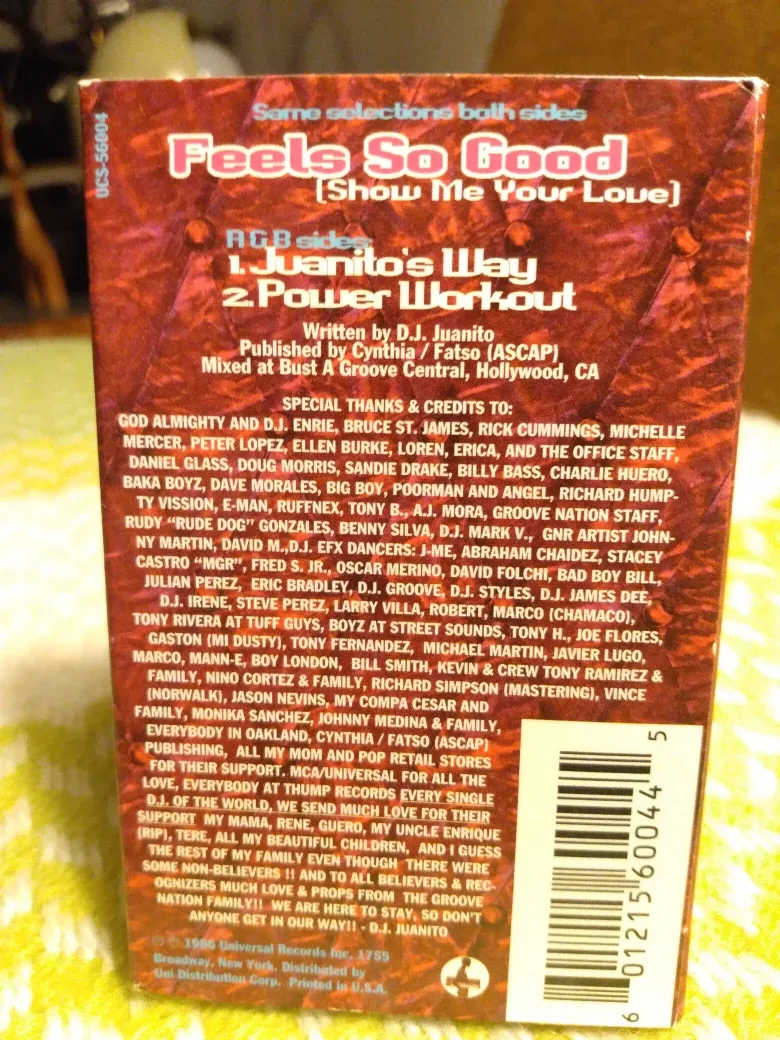 UCS-56004
Same selections both sides
Feels So Good
(Show Me Your Love)
A & B sides
1. Juanito's Way
2. Power Workout
Written by D.J. Juanito
Published by Cynthia / Fatso (ASCAP)
Mixed at Bust A Groove Central, Hollywood, CA
SPECIAL THANKS & CREDITS TO:
GOD ALMIGHTY AND D.J. ENRIE, BRUCE ST. JAMES, RICK CUMMINGS, MICHELLE
MERCER, PETER LOPEZ, ELLEN BURKE, LOREN, ERICA, AND THE OFFICE STAFF,
DANIEL GLASS, DOUG MORRIS, SANDIE DRAKE, BILLY BASS, CHARLIE HUERO,
BAKA BOYZ, DAVE MORALES, BIG BOY, POORMAN AND ANGEL, RICHARD HUMP-
TY VISSION, E-MAN, RUFFNEX, TONY B., A.J. MORA, GROOVE NATION STAFF,
RUDY "RUDE DOG" GONZALES, BENNY SILVA, D.J. MARK V., GNR ARTIST JOHN-
NY MARTIN, DAVID M.,D.J. EFX DANCERS: J-ME, ABRAHAM CHAIDEZ, STACEY
CASTRO "MGR", FRED S. JR., OSCAR MERINO, DAVID FOLCHI, BAD BOY BILL,
JULIAN PEREZ, ERIC BRADLEY, D.J. GROOVE, D.J. STYLES, D.J. JAMES DEE,
D.J. IRENE, STEVE PEREZ, LARRY VILLA, ROBERT, MARCO (CHAMACO),
TONY RIVERA AT TUFF GUYS, BOYZ AT STREET SOUNDS, TONY H., JOE FLORES,
GASTON (MI DUSTY), TONY FERNANDEZ, MICHAEL MARTIN, JAVIER LUGO,
MARCO, MANN-E, BOY LONDON, BILL SMITH, KEVIN & CREW TONY RAMIREZ &
FAMILY, NINO CORTEZ & FAMILY, RICHARD SIMPSON (MASTERING), VINCE
(NORWALK), JASON NEVINS, MY COMPA CESAR AND
FAMILY, MONIKA SANCHEZ, JOHNNY MEDINA & FAMILY,
EVERYBODY IN OAKLAND, CYNTHIA / FATSO (ASCAP)
PUBLISHING, ALL MY MOM AND POP RETAIL STORES
FOR THEIR SUPPORT. MCA/UNIVERSAL FOR ALL THE
LOVE, EVERYBODY AT THUMP RECORDS EVERY SINGLE
D.J. OF THE WORLD, WE SEND MUCH LOVE FOR THEIR
SUPPORT MY MAMA, RENE, GUERO, MY UNCLE ENRIQUE
(RIP), TERE, ALL MY BEAUTIFUL CHILDREN, AND I GUESS
THE REST OF MY FAMILY EVEN THOUGH THERE WERE
SOME NON-BELIEVERS !! AND TO ALL BELIEVERS & REC-
OGNIZERS MUCH LOVE & PROPS FROM THE GROOVE
NATION FAMILY!! WE ARE HERE TO STAY, SO DON'T
ANYONE GET IN OUR WAY!! - D.J. JUANITO
℗ © 1996 Universal Records Inc. 1755
Broadway, New York. Distributed by
Uni Distribution Corp. Printed in U.S.A.
6 01215 60044 5